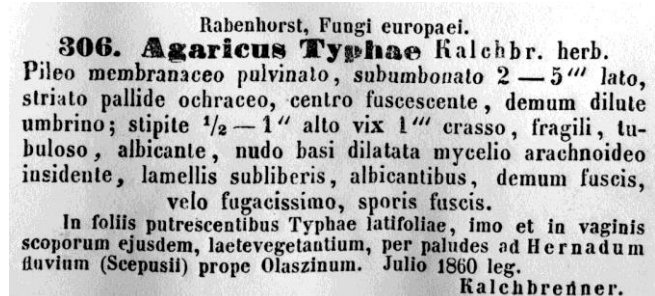 Rabenhorst, Fungi europaei.
306. Agaricus Typhae Kalchbr. herb.
Pileo membranaceo pulvinato, subumbonato 2 — 5‴ lato,
striato pallide ochraceo, centro fuscescente, demum dilute
umbrino; stipite ½ — 1″ alto vix 1‴ crasso, fragili, tu-
buloso, albicante, nudo basi dilatata mycelio arachnoideo
insidente, lamellis subliberis, albicantibus, demum fuscis,
velo fugacissimo, sporis fuscis.
In foliis putrescentibus Typhae latifoliae, imo et in vaginis
scoporum ejusdem, laetevegetantium, per paludes ad Hernadum
fluvium (Scepusii) prope Olaszinum. Julio 1860 leg.
Kalchbrenner.